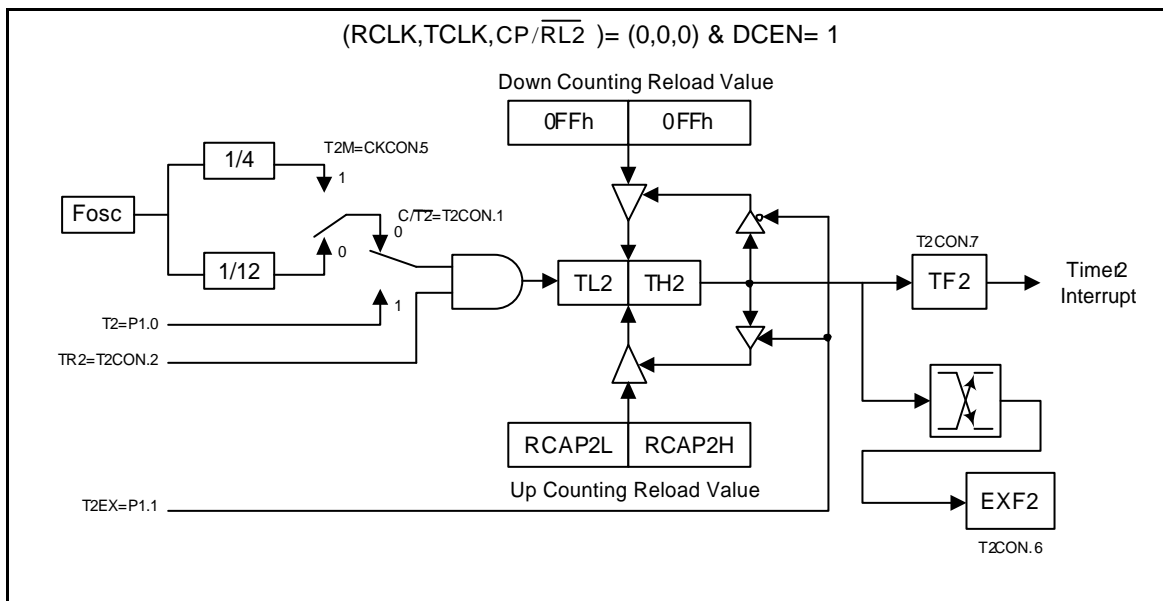 (RCLK,TCLK,CP/RL2 )= (0,0,0) & DCEN= 1
Down Counting Reload Value
0FFh 0FFh
T2M=CKCON.5
1/4
1
Fosc
C/T2=T2CON.1
0
0
1/12
T2CON.7
TL2 TH2
TF2
Timer2
Interrupt
1
T2=P1.0
TR2=T2CON.2
RCAP2L RCAP2H
Up Counting Reload Value
T2EX=P1.1
EXF2
T2CON.6